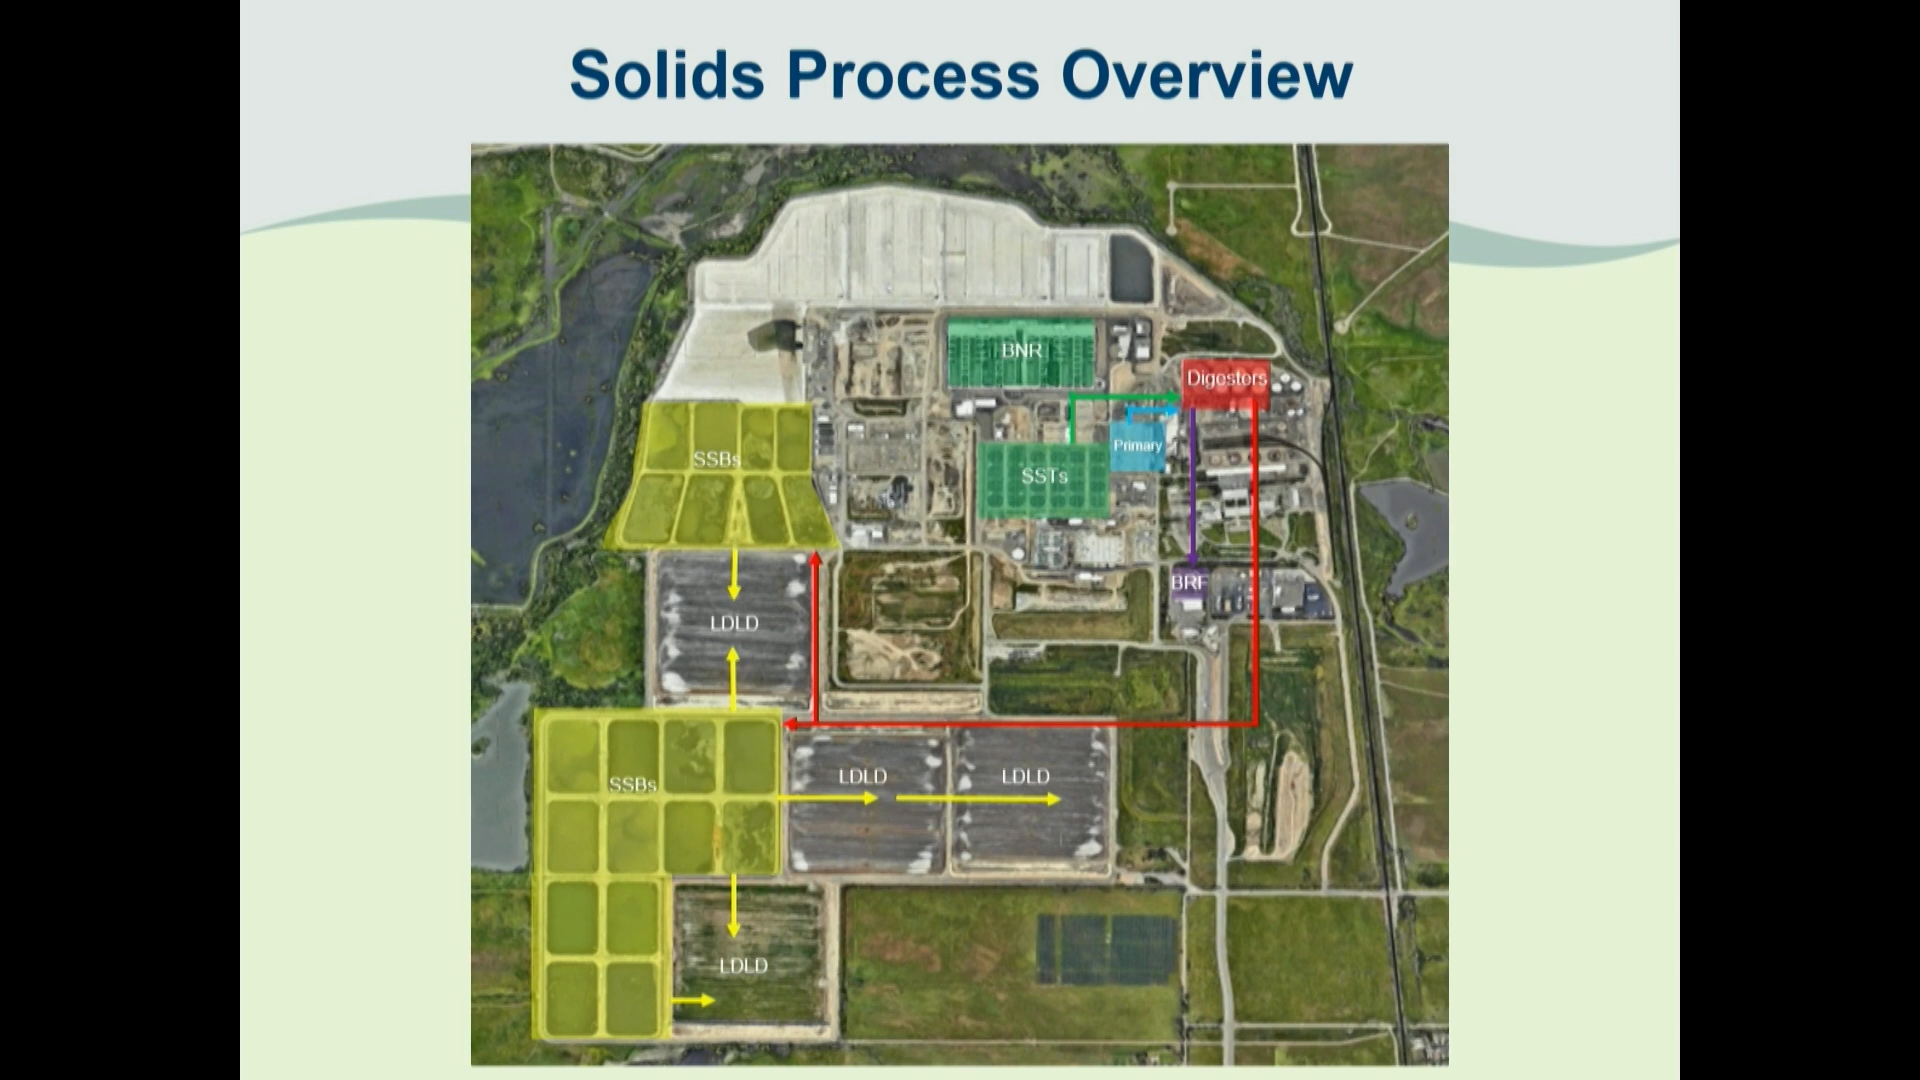 Solids Process Overview
BNR
Digestors
Primary
SSBs
SSTs
BRF
LDLD
LDLD
LDLD
SSBs
LDLD